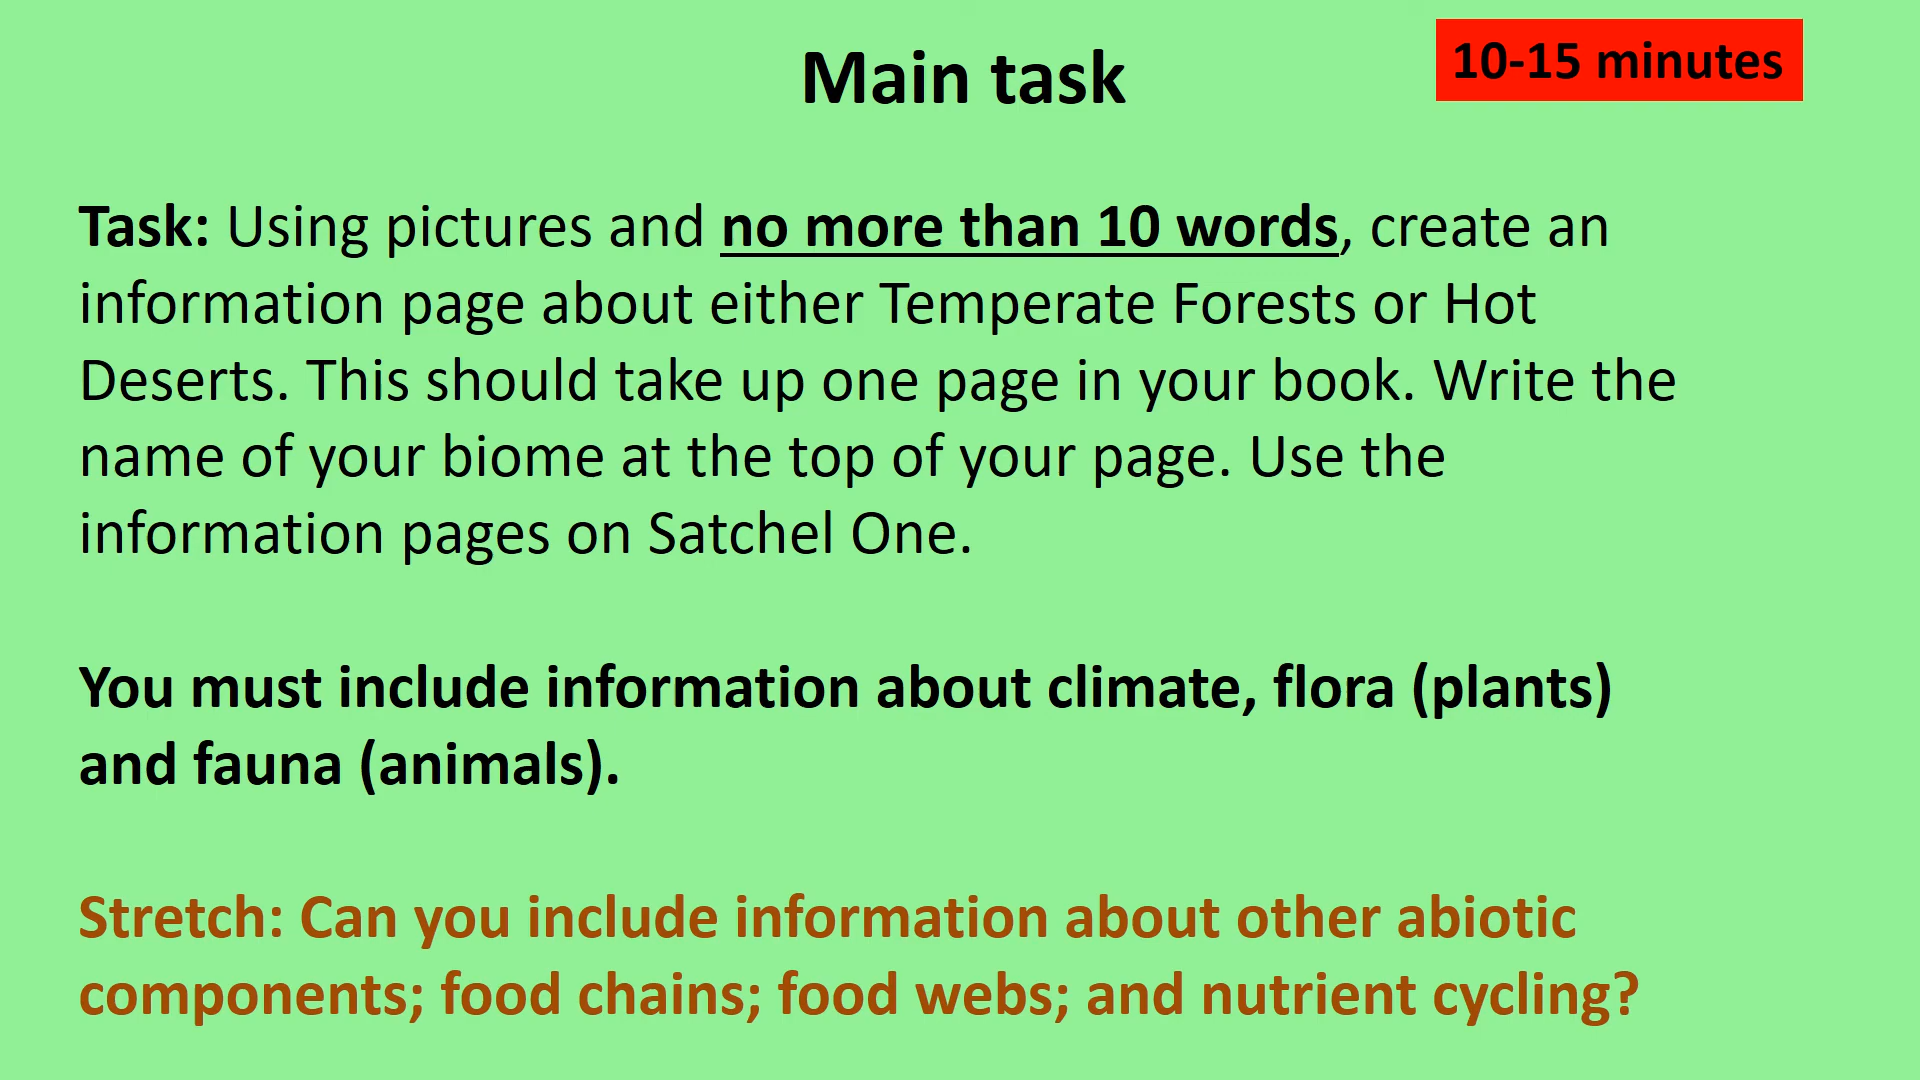 Main task
10-15 minutes
Task: Using pictures and no more than 10 words, create an
information page about either Temperate Forests or Hot
Deserts. This should take up one page in your book. Write the
name of your biome at the top of your page. Use the
information pages on Satchel One.
You must include information about climate, flora (plants)
and fauna (animals).
Stretch: Can you include information about other abiotic
components; food chains; food webs; and nutrient cycling?